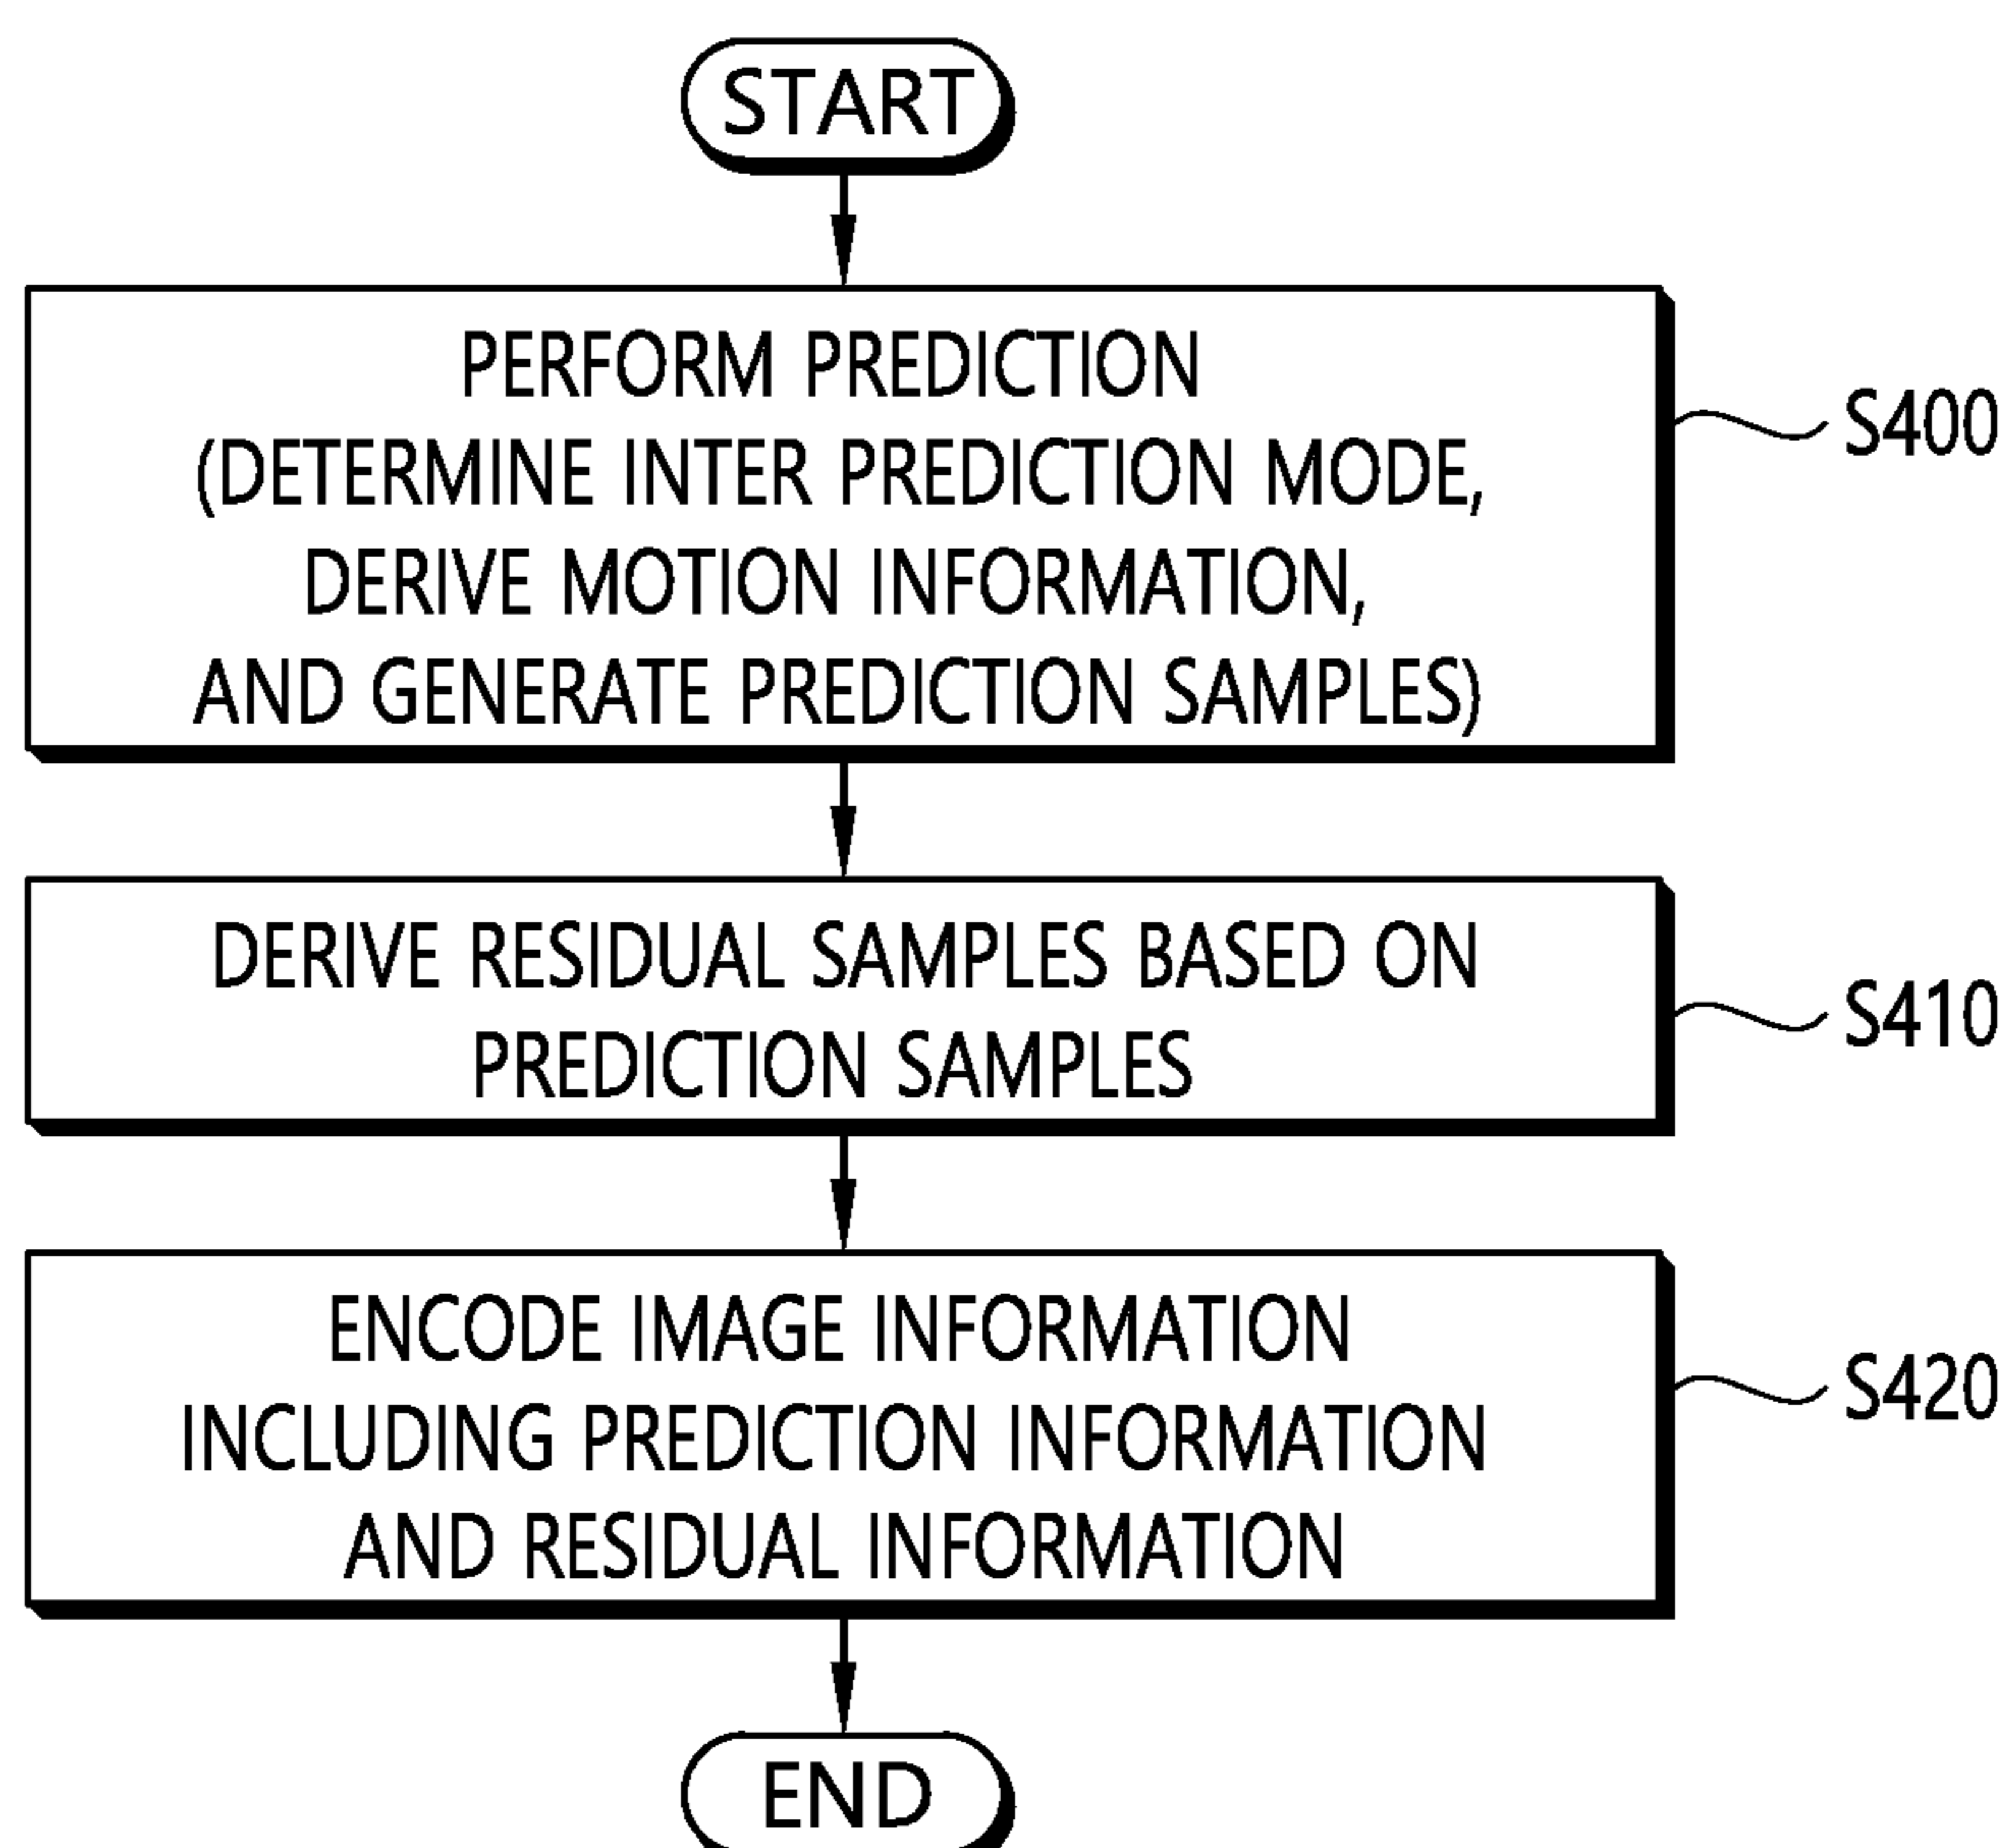 START
PERFORM PREDICTION
(DETERMINE INTER PREDICTION MODE,
DERIVE MOTION INFORMATION,
AND GENERATE PREDICTION SAMPLES)
S400
DERIVE RESIDUAL SAMPLES BASED ON
PREDICTION SAMPLES
S410
ENCODE IMAGE INFORMATION
INCLUDING PREDICTION INFORMATION
AND RESIDUAL INFORMATION
S420
END